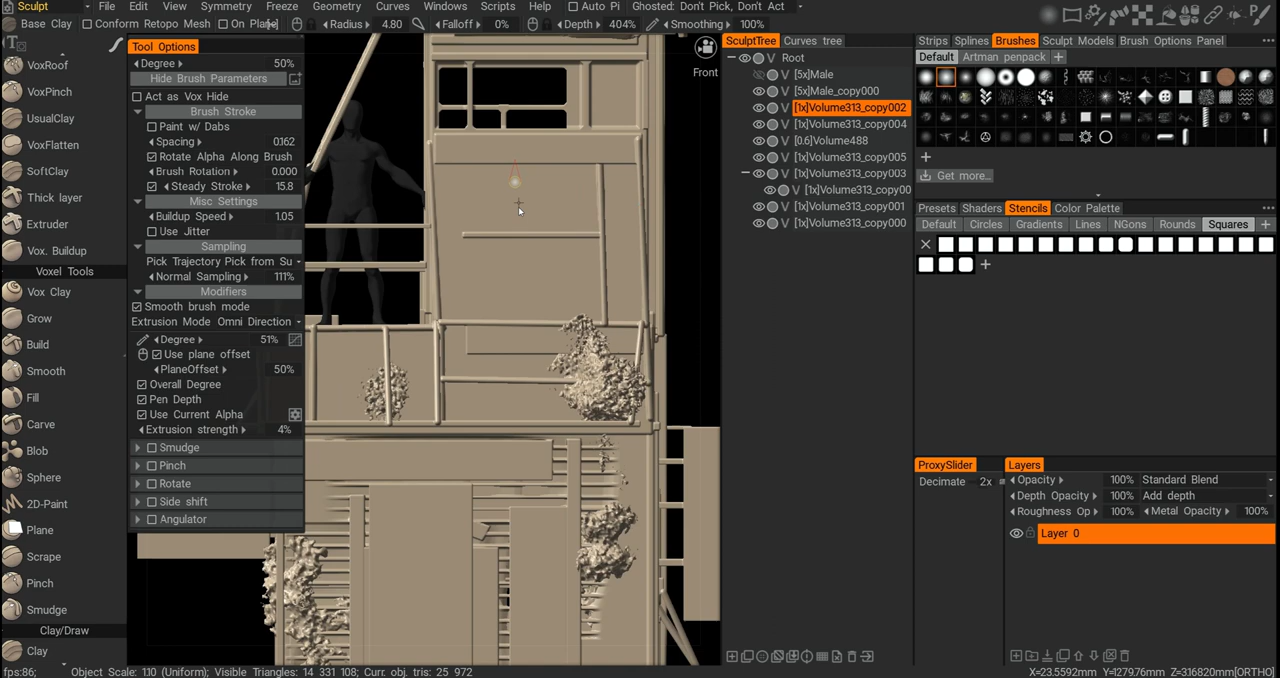 Sculpt File Edit View Symmetry Freeze Geometry Curves Windows Scripts Help Auto Pi Ghosted: Don't Pick, Don't Act
Base Clay Conform Retopo Mesh On Plane Radius 4.80 Falloff 0% Depth 404% Smoothing 100%
VoxRoof
VoxPinch
UsualClay
VoxFlatten
SoftClay
Thick layer
Extruder
Vox. Buildup
Voxel Tools
Vox Clay
Grow
Build
Smooth
Fill
Carve
Blob
Sphere
2D-Paint
Plane
Scrape
Pinch
Smudge
Clay/Draw
Clay
Tool Options
Degree 50%
Hide Brush Parameters
Act as Vox Hide
Brush Stroke
Paint w/ Dabs
Spacing 0.162
Rotate Alpha Along Brush
Brush Rotation 0.000
Steady Stroke 15.8
Misc Settings
Buildup Speed 1.05
Use Jitter
Sampling
Pick Trajectory Pick from Su
Normal Sampling 111%
Modifiers
Smooth brush mode
Extrusion Mode Omni Direction
Degree 51%
Use plane offset
PlaneOffset 50%
Overall Degree
Pen Depth
Use Current Alpha
Extrusion strength 4%
Smudge
Pinch
Rotate
Side shift
Angulator
Front
SculptTree Curves tree
Root
V [5x]Male
V [5x]Male_copy000
V [1x]Volume313_copy002
V [1x]Volume313_copy004
V [0.6]Volume488
V [1x]Volume313_copy005
V [1x]Volume313_copy003
V [1x]Volume313_copy00
V [1x]Volume313_copy001
V [1x]Volume313_copy000
Strips Splines Brushes Sculpt Models Brush Options Panel
Default Artman penpack
Get more...
Presets Shaders Stencils Color Palette
Default Circles Gradients Lines NGons Rounds Squares
ProxySlider
Decimate 2x
Layers
Opacity 100% Standard Blend
Depth Opacity 100% Add depth
Roughness Op 100% Metal Opacity 100%
Layer 0
fps:86; Object Scale: 1.10 (Uniform); Visible Triangles: 14 331 108; Curr. obj. tris: 25 972 X=23.5592mm Y=1279.76mm Z=3.16820mm[ORTHO]